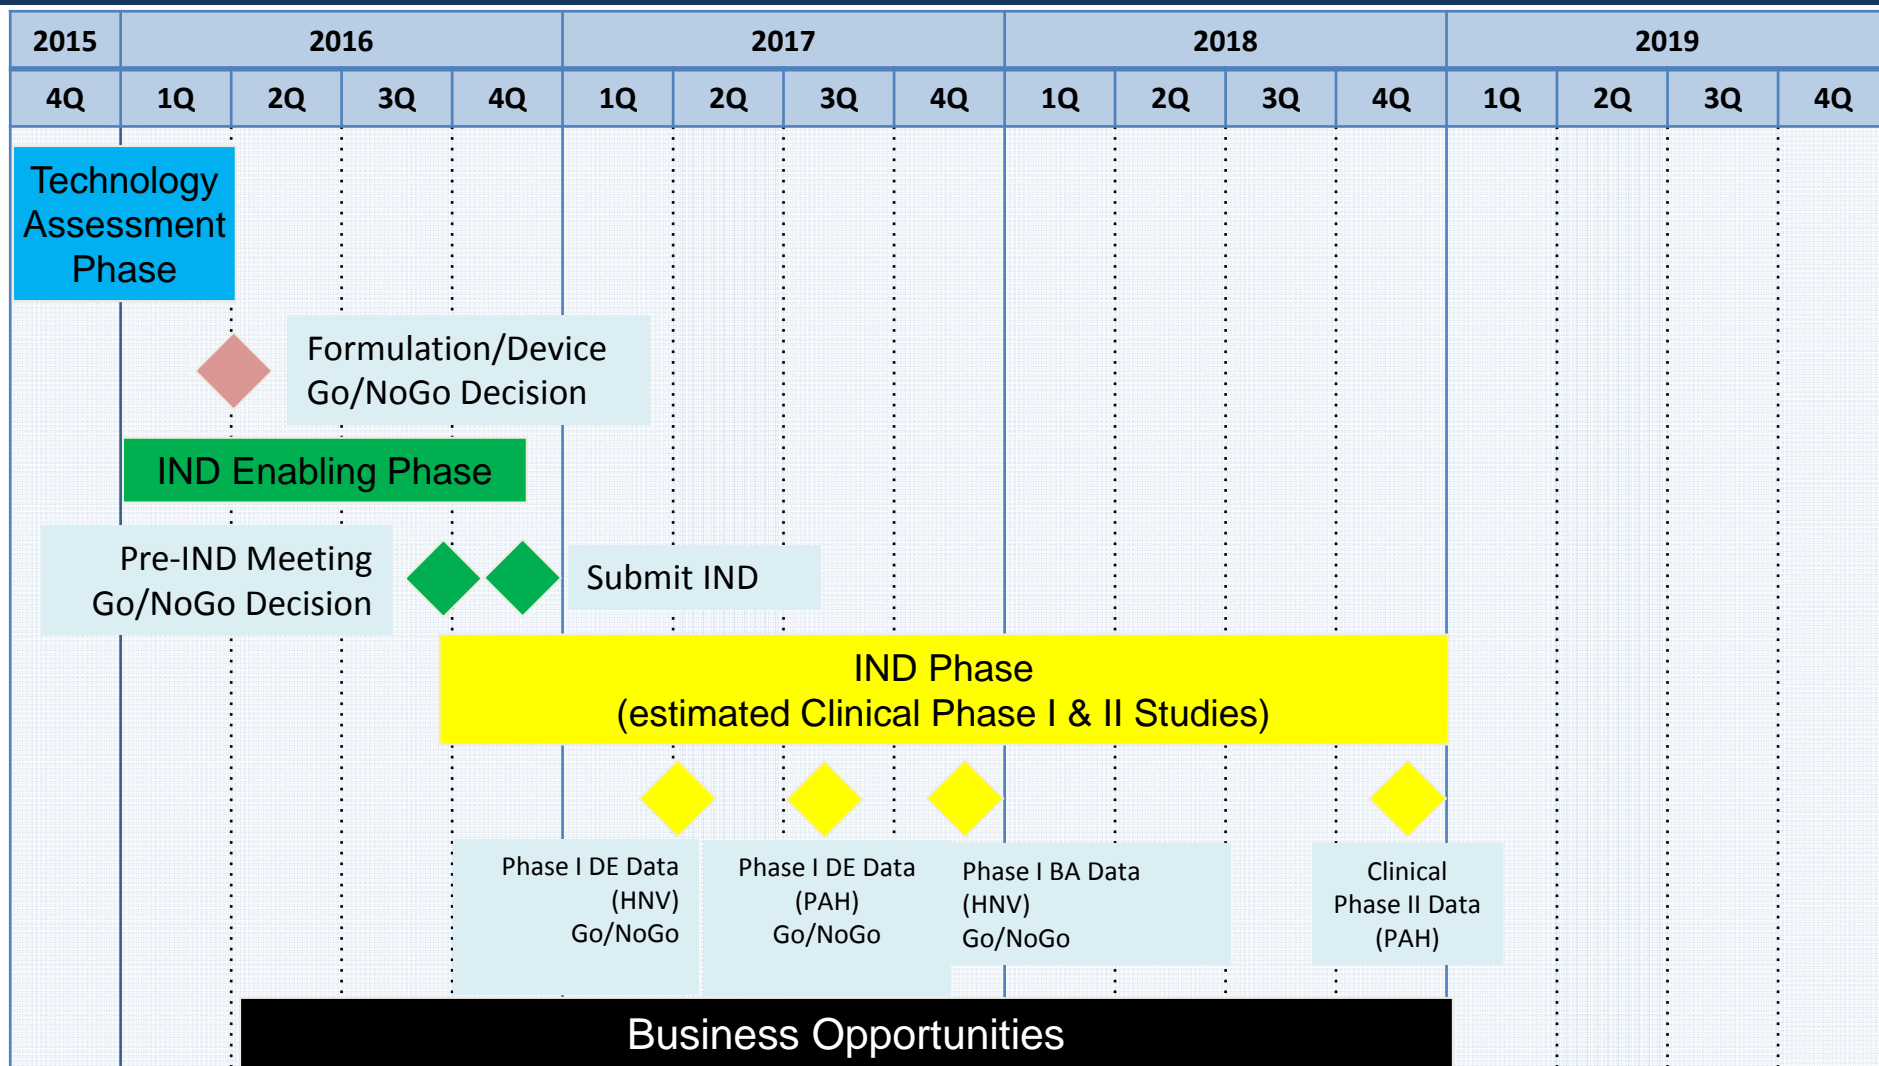 2015 2016 2017 2018 2019
4Q 1Q 2Q 3Q 4Q 1Q 2Q 3Q 4Q 1Q 2Q 3Q 4Q 1Q 2Q 3Q 4Q
Technology
Assessment
Phase
Formulation/Device
Go/NoGo Decision
IND Enabling Phase
Pre-IND Meeting
Go/NoGo Decision
Submit IND
IND Phase
(estimated Clinical Phase I & II Studies)
Phase I DE Data
(HNV)
Go/NoGo
Phase I DE Data
(PAH)
Go/NoGo
Phase I BA Data
(HNV)
Go/NoGo
Clinical
Phase II Data
(PAH)
Business Opportunities